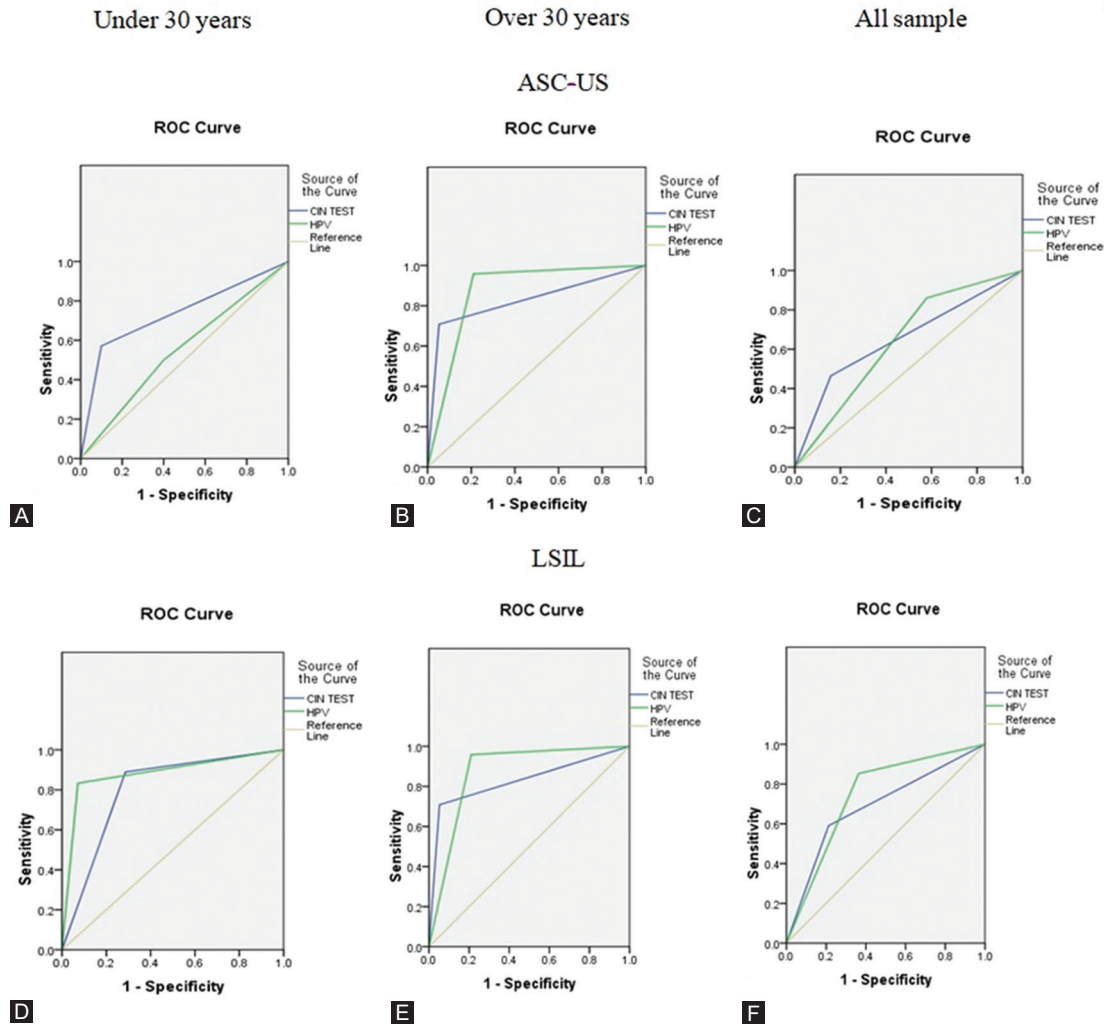 Under 30 years
Over 30 years
All sample
ASC-US
ROC Curve
Source of
the Curve
CIN TEST
HPV
Reference
Line
1.0
0.8
0.6
0.4
0.2
0.0
Sensitivity
0.0 0.2 0.4 0.6 0.8 1.0
1 - Specificity
A
ROC Curve
Source of
the Curve
CIN TEST
HPV
Reference
Line
1.0
0.8
0.6
0.4
0.2
0.0
Sensitivity
0.0 0.2 0.4 0.6 0.8 1.0
1 - Specificity
B
ROC Curve
Source of
the Curve
CIN TEST
HPV
Reference
Line
1.0
0.8
0.6
0.4
0.2
0.0
Sensitivity
0.0 0.2 0.4 0.6 0.8 1.0
1 - Specificity
C
LSIL
ROC Curve
Source of
the Curve
CIN TEST
HPV
Reference
Line
1.0
0.8
0.6
0.4
0.2
0.0
Sensitivity
0.0 0.2 0.4 0.6 0.8 1.0
1 - Specificity
D
ROC Curve
Source of
the Curve
CIN TEST
HPV
Reference
Line
1.0
0.8
0.6
0.4
0.2
0.0
Sensitivity
0.0 0.2 0.4 0.6 0.8 1.0
1 - Specificity
E
ROC Curve
Source of
the Curve
CIN TEST
HPV
Reference
Line
1.0
0.8
0.6
0.4
0.2
0.0
Sensitivity
0.0 0.2 0.4 0.6 0.8 1.0
1 - Specificity
F